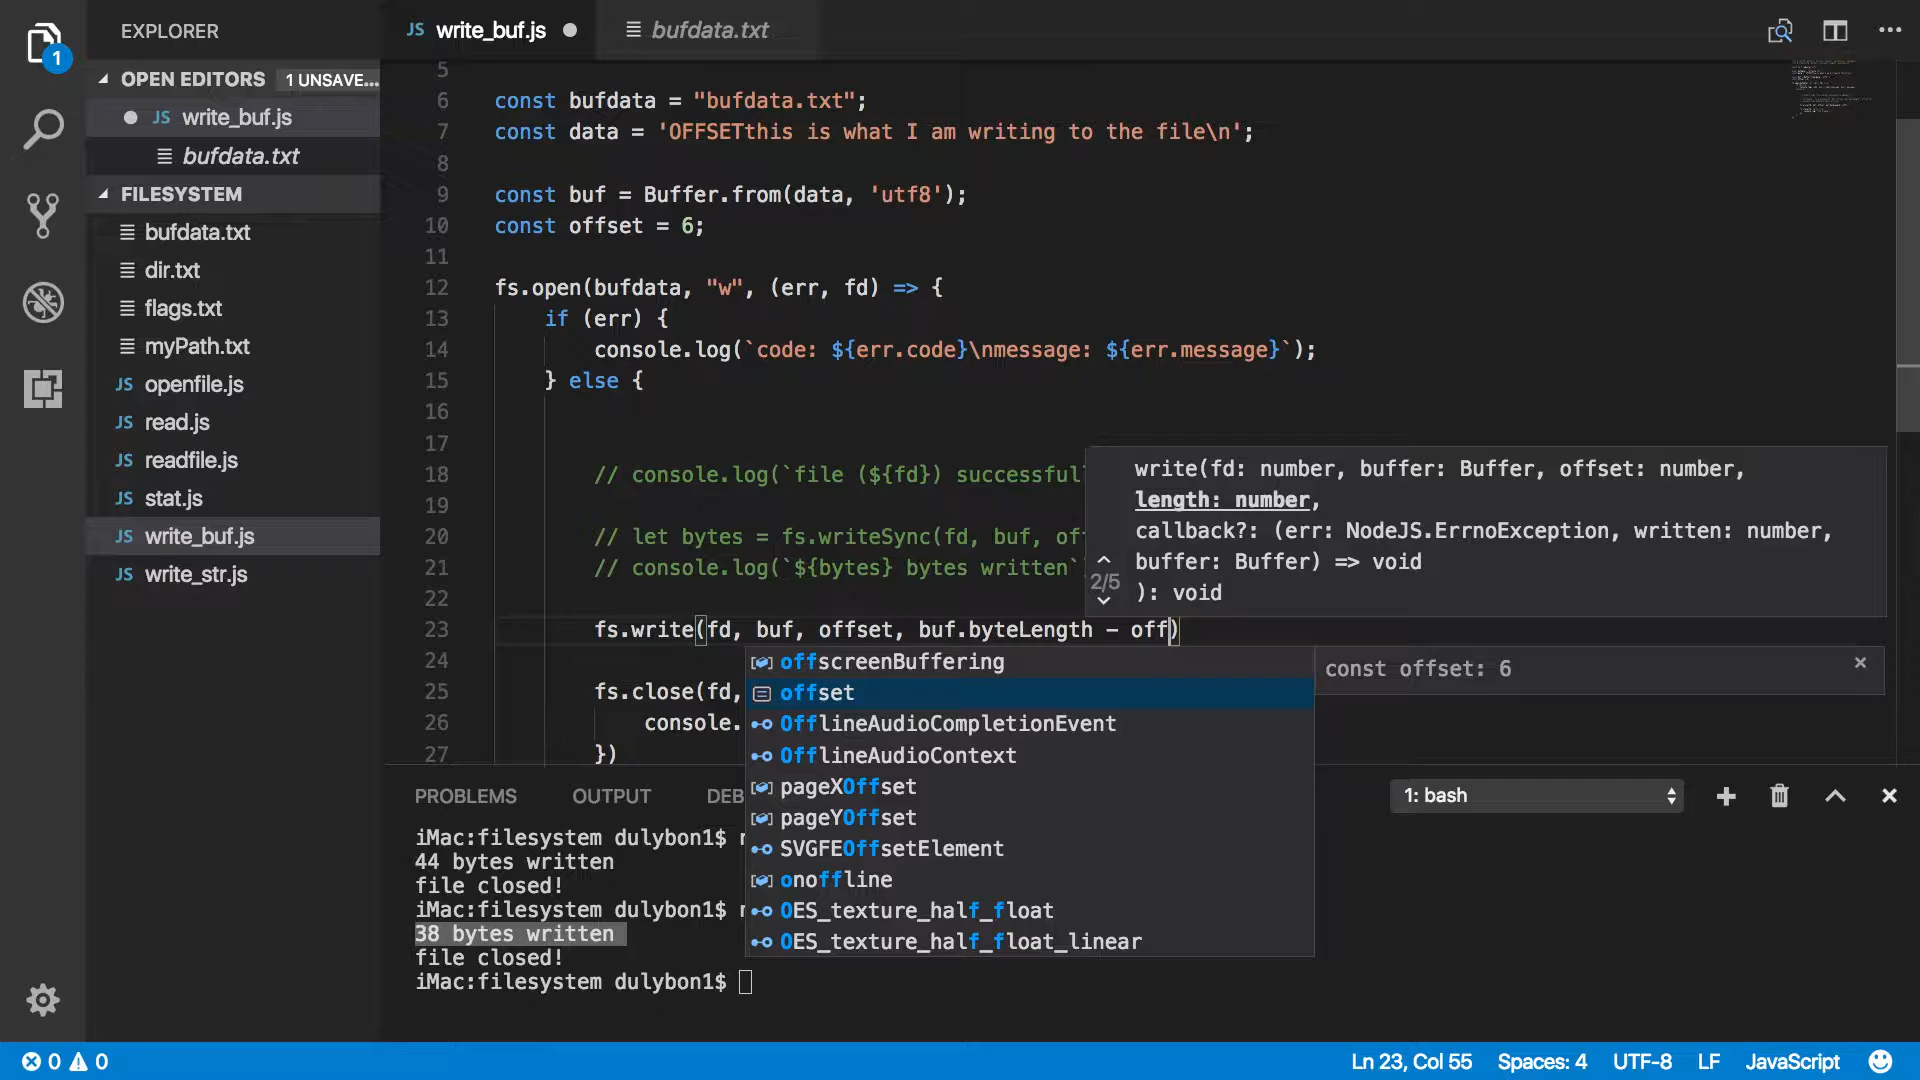 EXPLORER
OPEN EDITORS 1 UNSAVE...
JS write_buf.js
bufdata.txt
FILESYSTEM
bufdata.txt
dir.txt
flags.txt
myPath.txt
JS openfile.js
JS read.js
JS readfile.js
JS stat.js
JS write_buf.js
JS write_str.js
1
JS write_buf.js
bufdata.txt
5
6 const bufdata = "bufdata.txt";
7 const data = 'OFFSETthis is what I am writing to the file\n';
8
9 const buf = Buffer.from(data, 'utf8');
10 const offset = 6;
11
12 fs.open(bufdata, "w", (err, fd) => {
13 if (err) {
14 console.log(`code: ${err.code}\nmessage: ${err.message}`);
15 } else {
16
17
18 // console.log(`file (${fd}) successful
19
20 // let bytes = fs.writeSync(fd, buf, of
21 // console.log(`${bytes} bytes written`
22
23 fs.write(fd, buf, offset, buf.byteLength - off)
24
25 fs.close(fd,
26 console.
27 })
write(fd: number, buffer: Buffer, offset: number,
length: number,
callback?: (err: NodeJS.ErrnoException, written: number,
buffer: Buffer) => void
): void
2/5
offscreenBuffering
offset
OfflineAudioCompletionEvent
OfflineAudioContext
pageXOffset
pageYOffset
SVGFEOffsetElement
onoffline
OES_texture_half_float
OES_texture_half_float_linear
const offset: 6
PROBLEMS OUTPUT DEB
1: bash
iMac:filesystem dulybon1$
44 bytes written
file closed!
iMac:filesystem dulybon1$
38 bytes written
file closed!
iMac:filesystem dulybon1$
0 0
Ln 23, Col 55 Spaces: 4 UTF-8 LF JavaScript